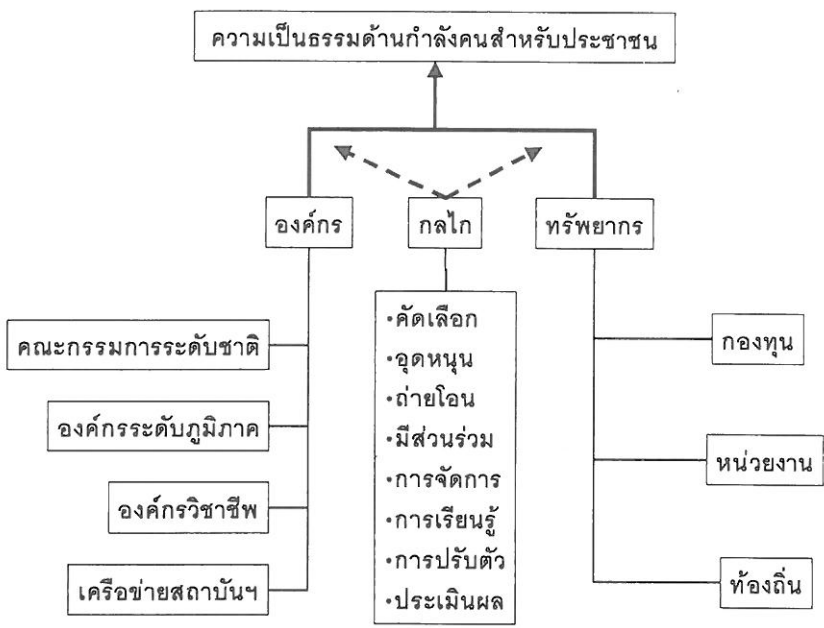 ความเป็นธรรมด้านกำลังคนสำหรับประชาชน
องค์กร
กลไก
ทรัพยากร
คณะกรรมการระดับชาติ
องค์กรระดับภูมิภาค
องค์กรวิชาชีพ
เครือข่ายสถาบันฯ
•คัดเลือก
•อุดหนุน
•ถ่ายโอน
•มีส่วนร่วม
•การจัดการ
•การเรียนรู้
•การปรับตัว
•ประเมินผล
กองทุน
หน่วยงาน
ท้องถิ่น